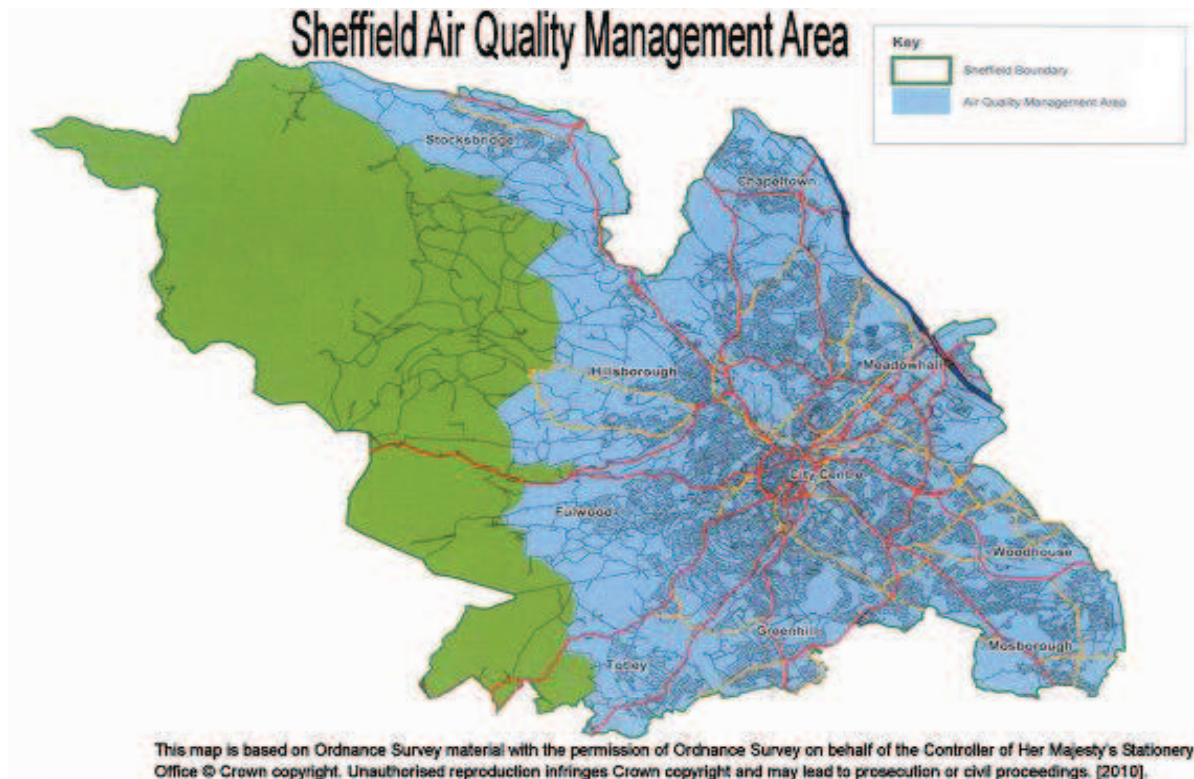 Sheffield Air Quality Management Area
Key
Sheffield Boundary
Air Quality Management Area
Stocksbridge
Chapeltown
Hillsborough
Meadowhall
City Centre
Fulwood
Woodhouse
Greenhill
Mosborough
Totley
This map is based on Ordnance Survey material with the permission of Ordnance Survey on behalf of the Controller of Her Majesty's Stationery
Office © Crown copyright. Unauthorised reproduction infringes Crown copyright and may lead to prosecution or civil proceedings. [2010].